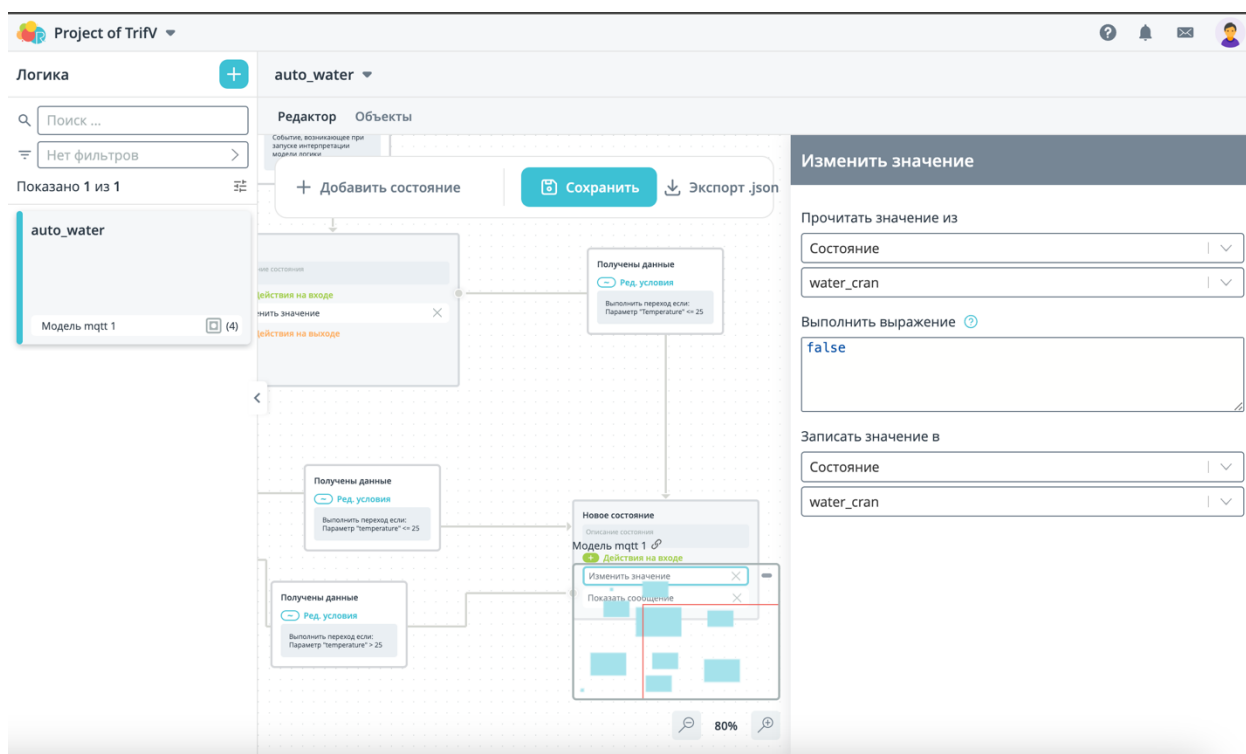 Project of TrifV
Логика
auto_water
Поиск ...
Нет фильтров
Показано 1 из 1
auto_water
Модель mqtt 1
(4)
Редактор Объекты
Событие, возникающее при
запуске интерпретации
модели логики
Добавить состояние
Сохранить
Экспорт .json
Действия на входе
нить значение
Действия на выходе
Получены данные
Ред. условия
Выполнить переход если:
Параметр "Temperature" <= 25
Получены данные
Ред. условия
Выполнить переход если:
Параметр "temperature" <= 25
Получены данные
Ред. условия
Выполнить переход если:
Параметр "temperature" > 25
Новое состояние
Описание состояния
Модель mqtt 1
Действия на входе
Изменить значение
Показать сообщение
80%
Изменить значение
Прочитать значение из
Состояние
water_cran
Выполнить выражение
false
Записать значение в
Состояние
water_cran